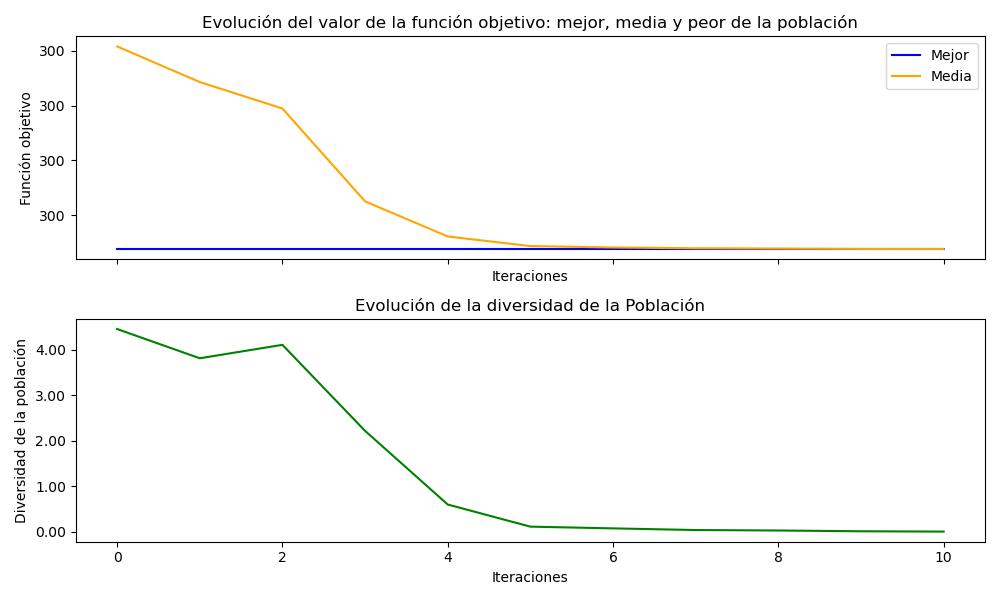 Evolución del valor de la función objetivo: mejor, media y peor de la población
300
300
300
300
Función objetivo
Mejor
Media
Iteraciones
Evolución de la diversidad de la Población
4.00
3.00
2.00
1.00
0.00
Diversidad de la población
0 2 4 6 8 10
Iteraciones